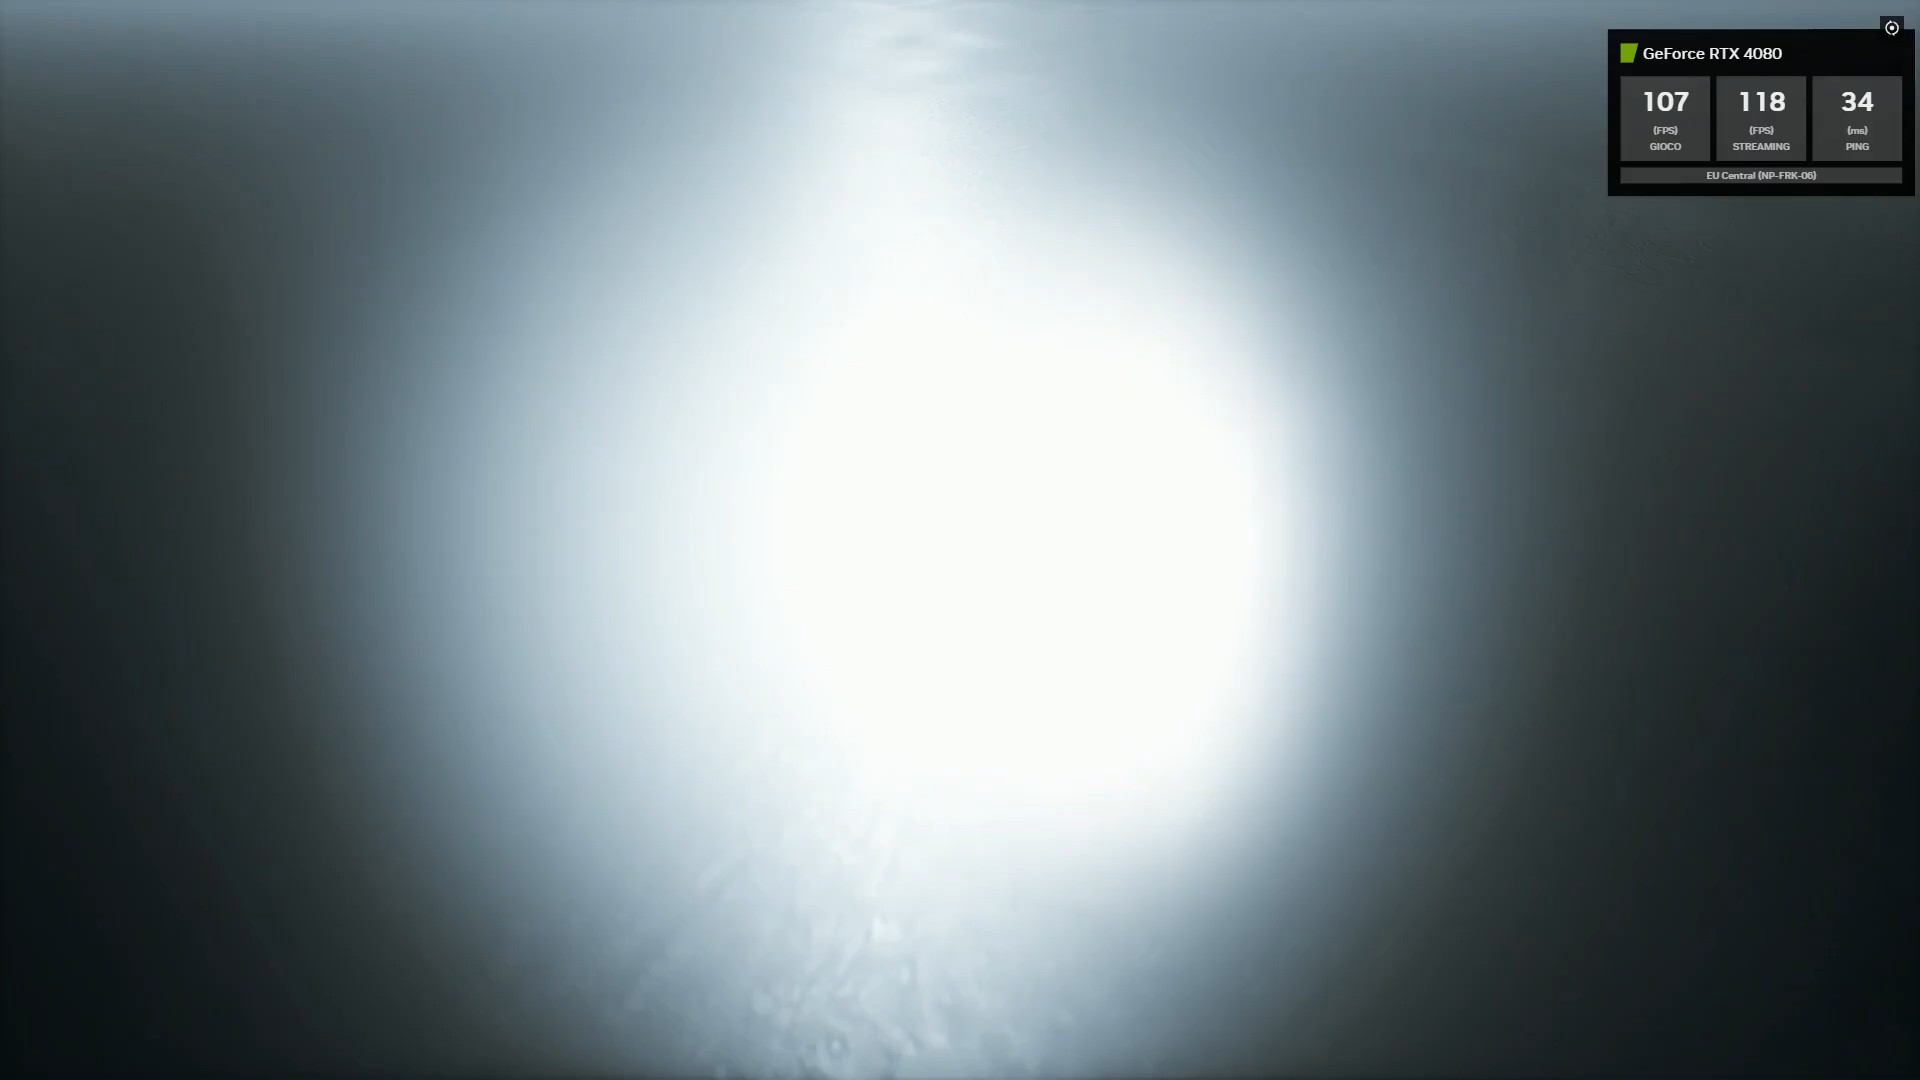 GeForce RTX 4080
107 118 34
(FPS) (FPS) (ms)
GIOCO STREAMING PING
EU Central (NP-FRK-06)